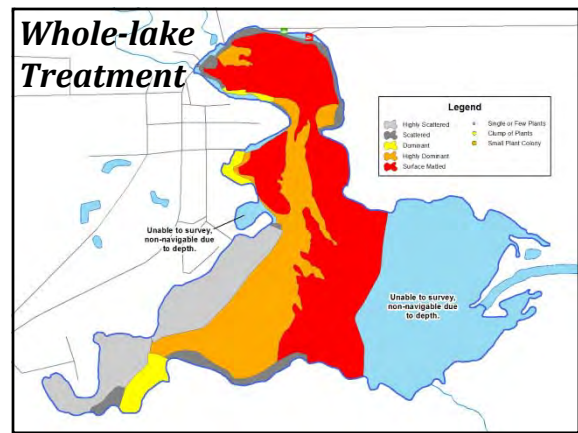 Whole-lake
Treatment
Legend
Highly Scattered
Scattered
Dominant
Highly Dominant
Surface Matted
Single or Few Plants
Clump of Plants
Small Plant Colony
Unable to survey,
non-navigable due
to depth.
Unable to survey,
non-navigable due to
depth.